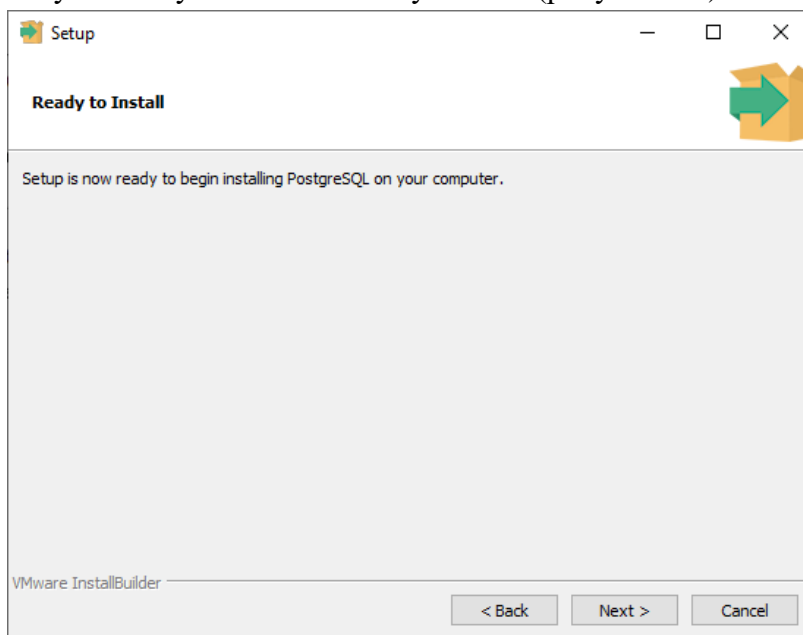 Setup
Ready to Install
Setup is now ready to begin installing PostgreSQL on your computer.
VMware InstallBuilder
< Back
Next >
Cancel